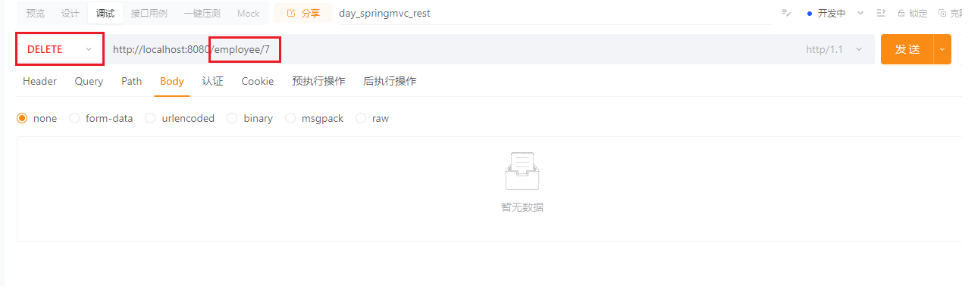 预览 设计 调试 接口用例 一键压测 Mock 分享 day_springmvc_rest 开发中 锁定
DELETE http://localhost:8080/employee/7 http/1.1 发送
Header Query Path Body 认证 Cookie 预执行操作 后执行操作
none form-data urlencoded binary msgpack raw
暂无数据